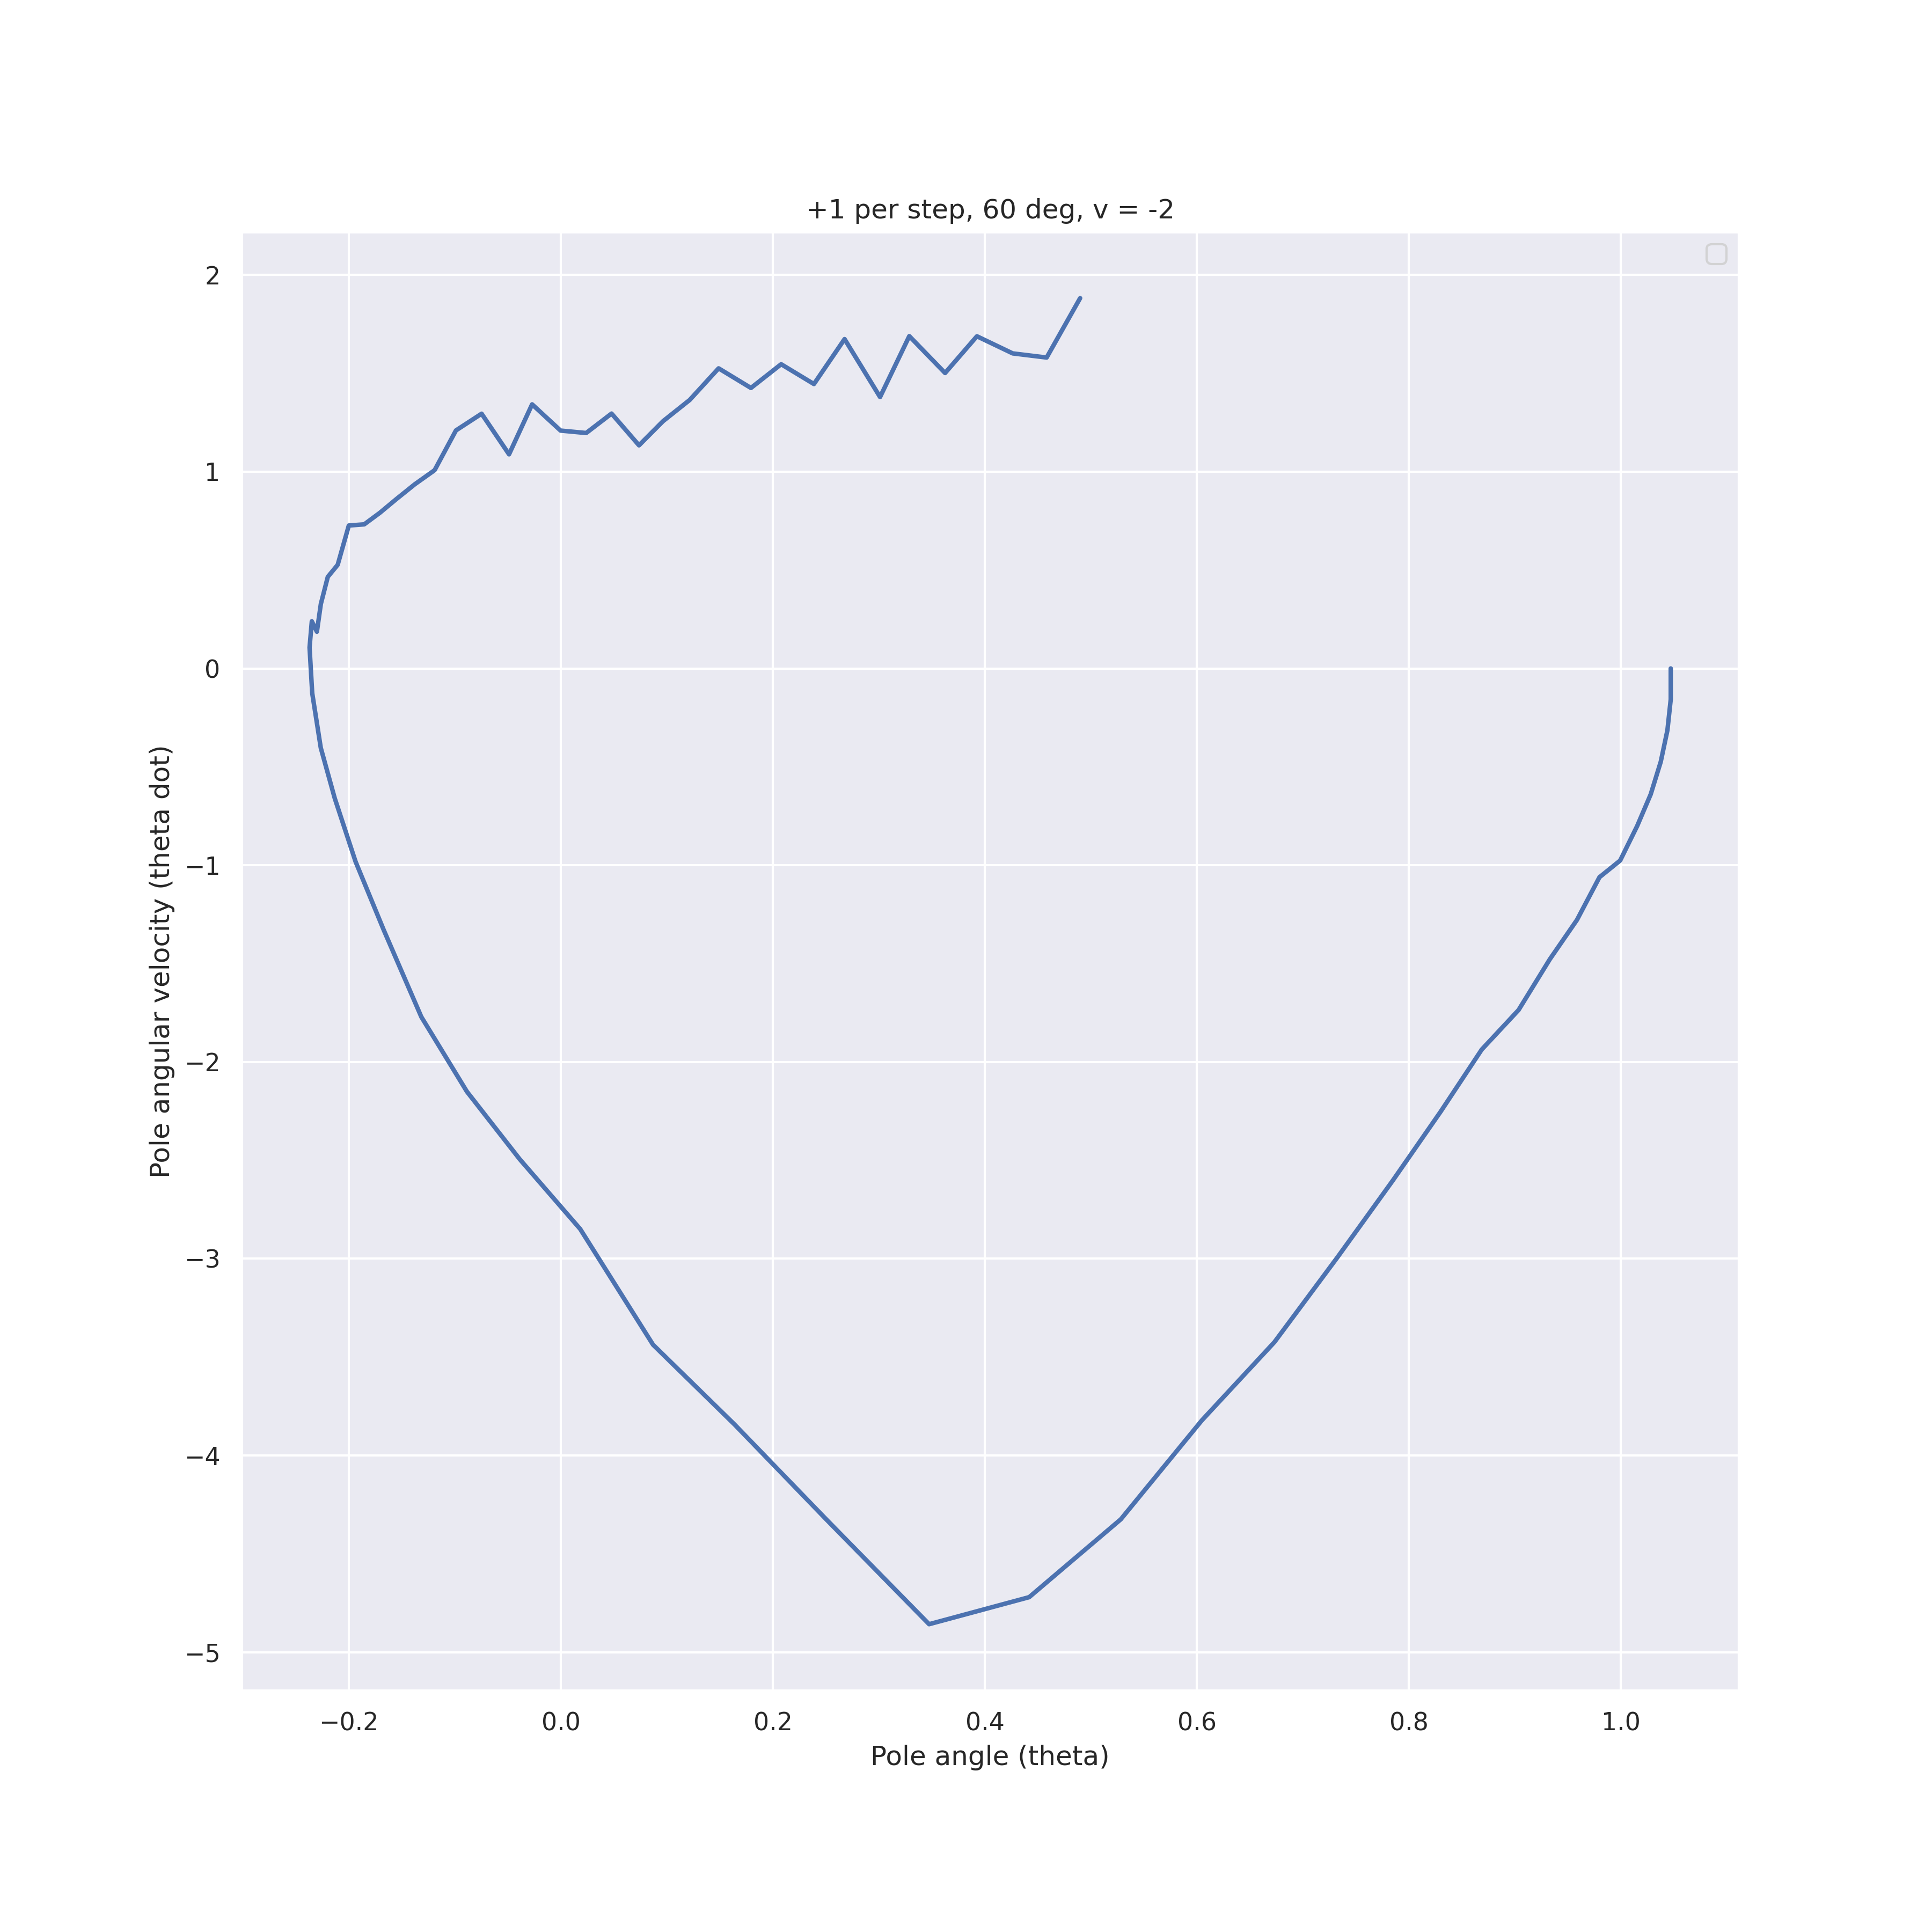 +1 per step, 60 deg, v = -2
2
1
0
−1
−2
−3
−4
−5
Pole angular velocity (theta dot)
−0.2 0.0 0.2 0.4 0.6 0.8 1.0
Pole angle (theta)